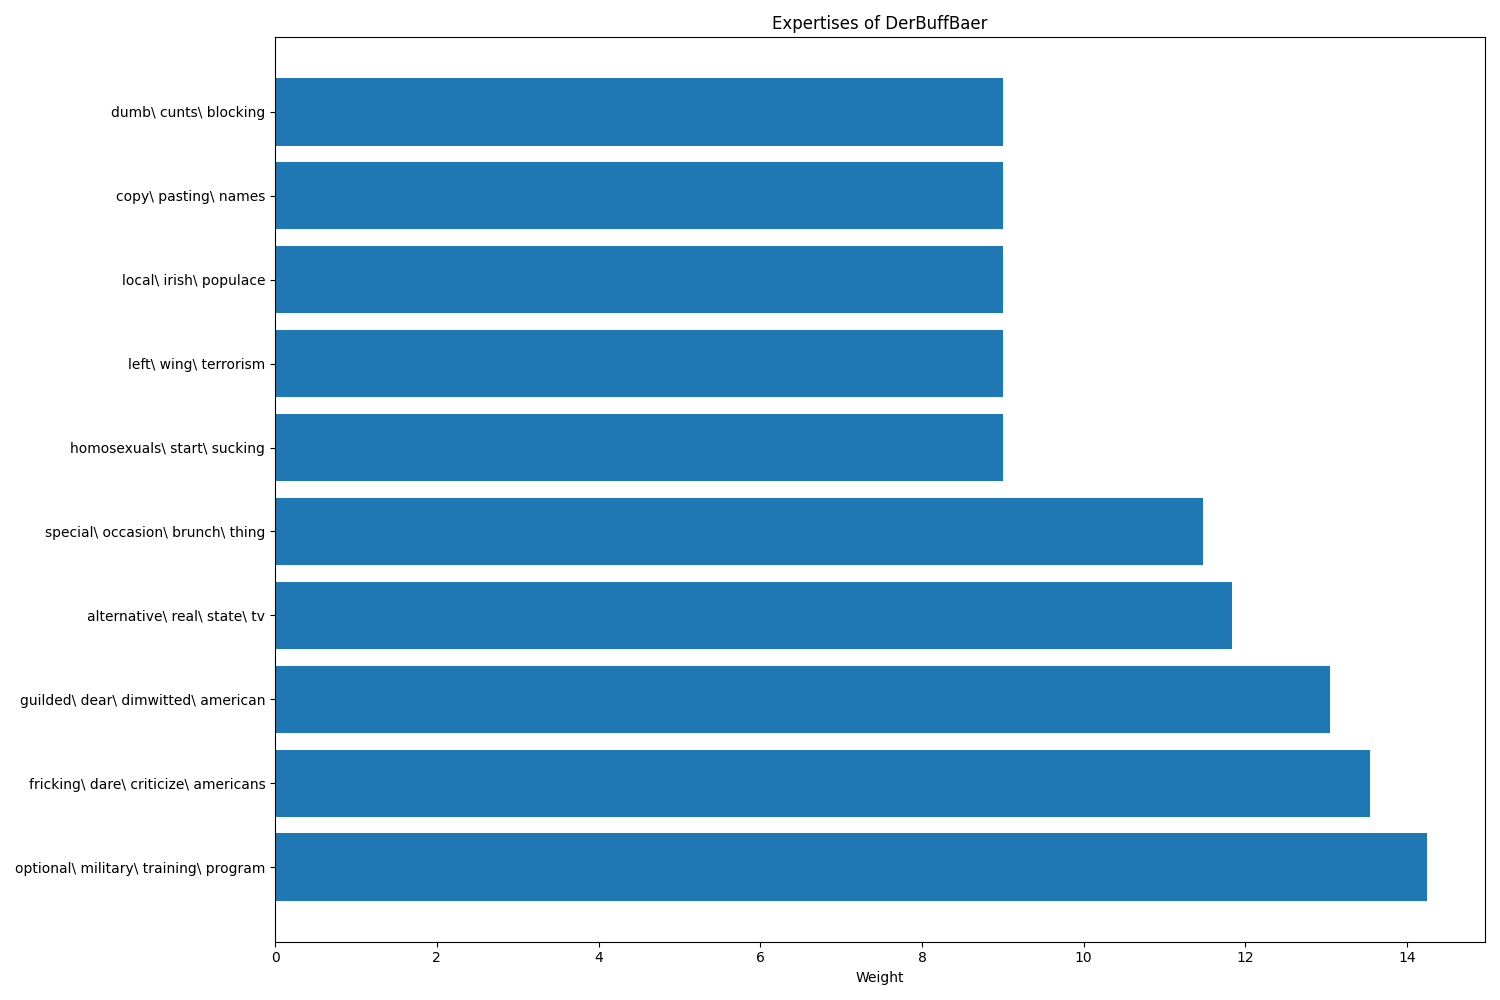 Expertises of DerBuffBaer
dumb\ cunts\ blocking
copy\ pasting\ names
local\ irish\ populace
left\ wing\ terrorism
homosexuals\ start\ sucking
special\ occasion\ brunch\ thing
alternative\ real\ state\ tv
guilded\ dear\ dimwitted\ american
fricking\ dare\ criticize\ americans
optional\ military\ training\ program
0 2 4 6 8 10 12 14
Weight